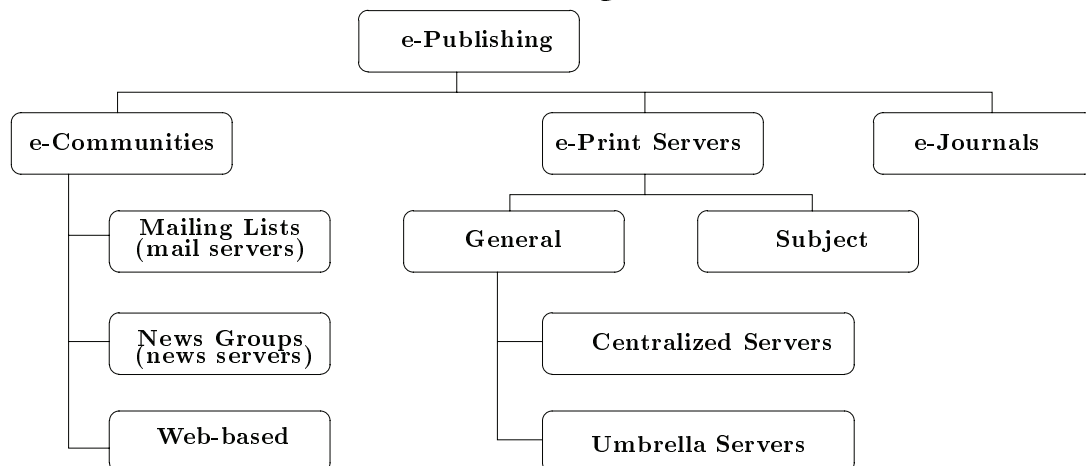 e-Publishing
e-Communities
e-Print Servers
e-Journals
Mailing Lists
(mail servers)
General
Subject
News Groups
(news servers)
Centralized Servers
Web-based
Umbrella Servers